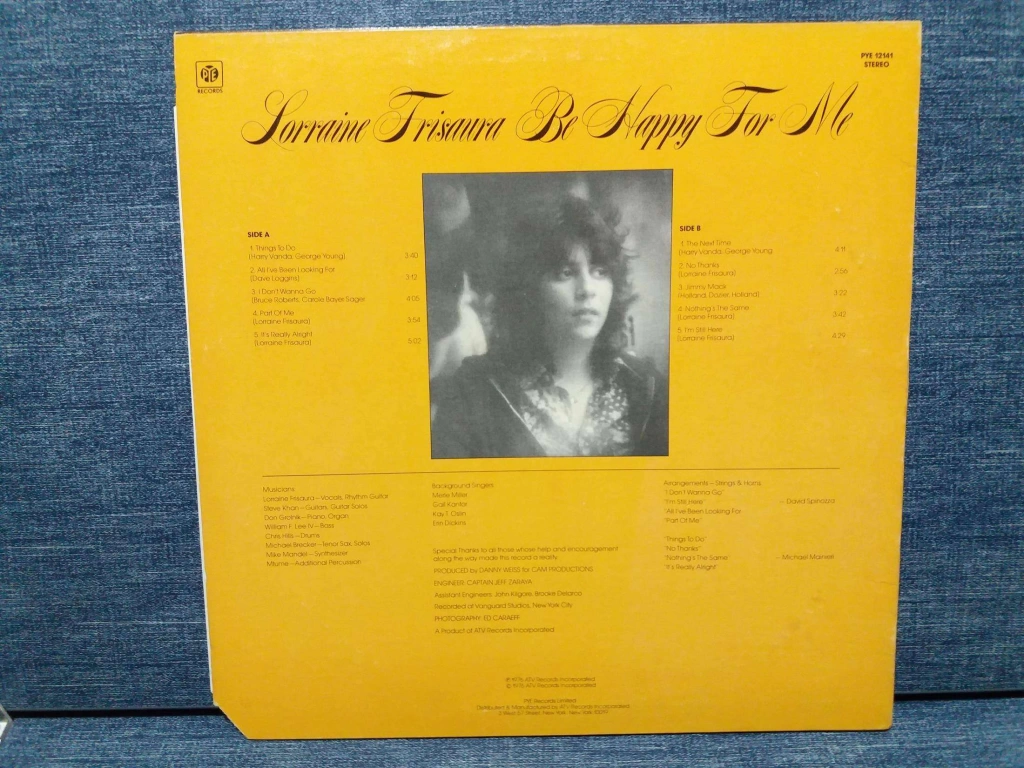 PYE
RECORDS
PYE 12141
STEREO
Lorraine Frisaura Be Happy For Me
SIDE A
1. Things To Do
(Harry Vanda, George Young) 3:40
2. All I've Been Looking For 3:12
(Dave Loggins)
3. I Don't Wanna Go
(Bruce Roberts, Carole Bayer Sager) 4:05
4. Part Of Me 3:54
(Lorraine Frisaura)
5. It's Really Alright 5:02
(Lorraine Frisaura)
SIDE B
1. The Next Time
(Harry Vanda, George Young) 4:11
2. No Thanks 2:56
(Lorraine Frisaura)
3. Jimmy Mack
(Holland, Dozier, Holland) 3:22
4. Nothing's The Same
(Lorraine Frisaura) 3:42
5. I'm Still Here
(Lorraine Frisaura) 4:29
Musicians
Lorraine Frisaura—Vocals, Rhythm Guitar
Steve Khan—Guitars, Guitar Solos
Don Grolnik—Piano, Organ
William F. Lee IV—Bass
Chris Hills—Drums
Michael Brecker—Tenor Sax, Solos
Mike Mandel—Synthesizer
Mtume—Additional Percussion
Background Singers
Miller
Gail Kantor
Kay T. Oslin
Erin Dickins
Special Thanks to all those whose help and encouragement
along the way made this record a reality.
PRODUCED by DANNY WEISS for CAM PRODUCTIONS
ENGINEER: CAPTAIN JEFF ZARAYA
Assistant Engineers: John Kilgore, Brooke Delarco
Recorded at Vanguard Studios, New York City
PHOTOGRAPHY: ED CARAEFF
A Product of ATV Records Incorporated
Arrangements—Strings & Horns
"I Don't Wanna Go"
"I'm Still Here" — David Spinozza
"All I've Been Looking For"
"Part Of Me"
"Things To Do"
"No Thanks"
"Nothing's The Same" — Michael Mainieri
"It's Really Alright"
ATV Records Incorporated
ATV Records Incorporated
PYE Records Limited
Distributed & Manufactured by ATV Records Incorporated
New York, New York